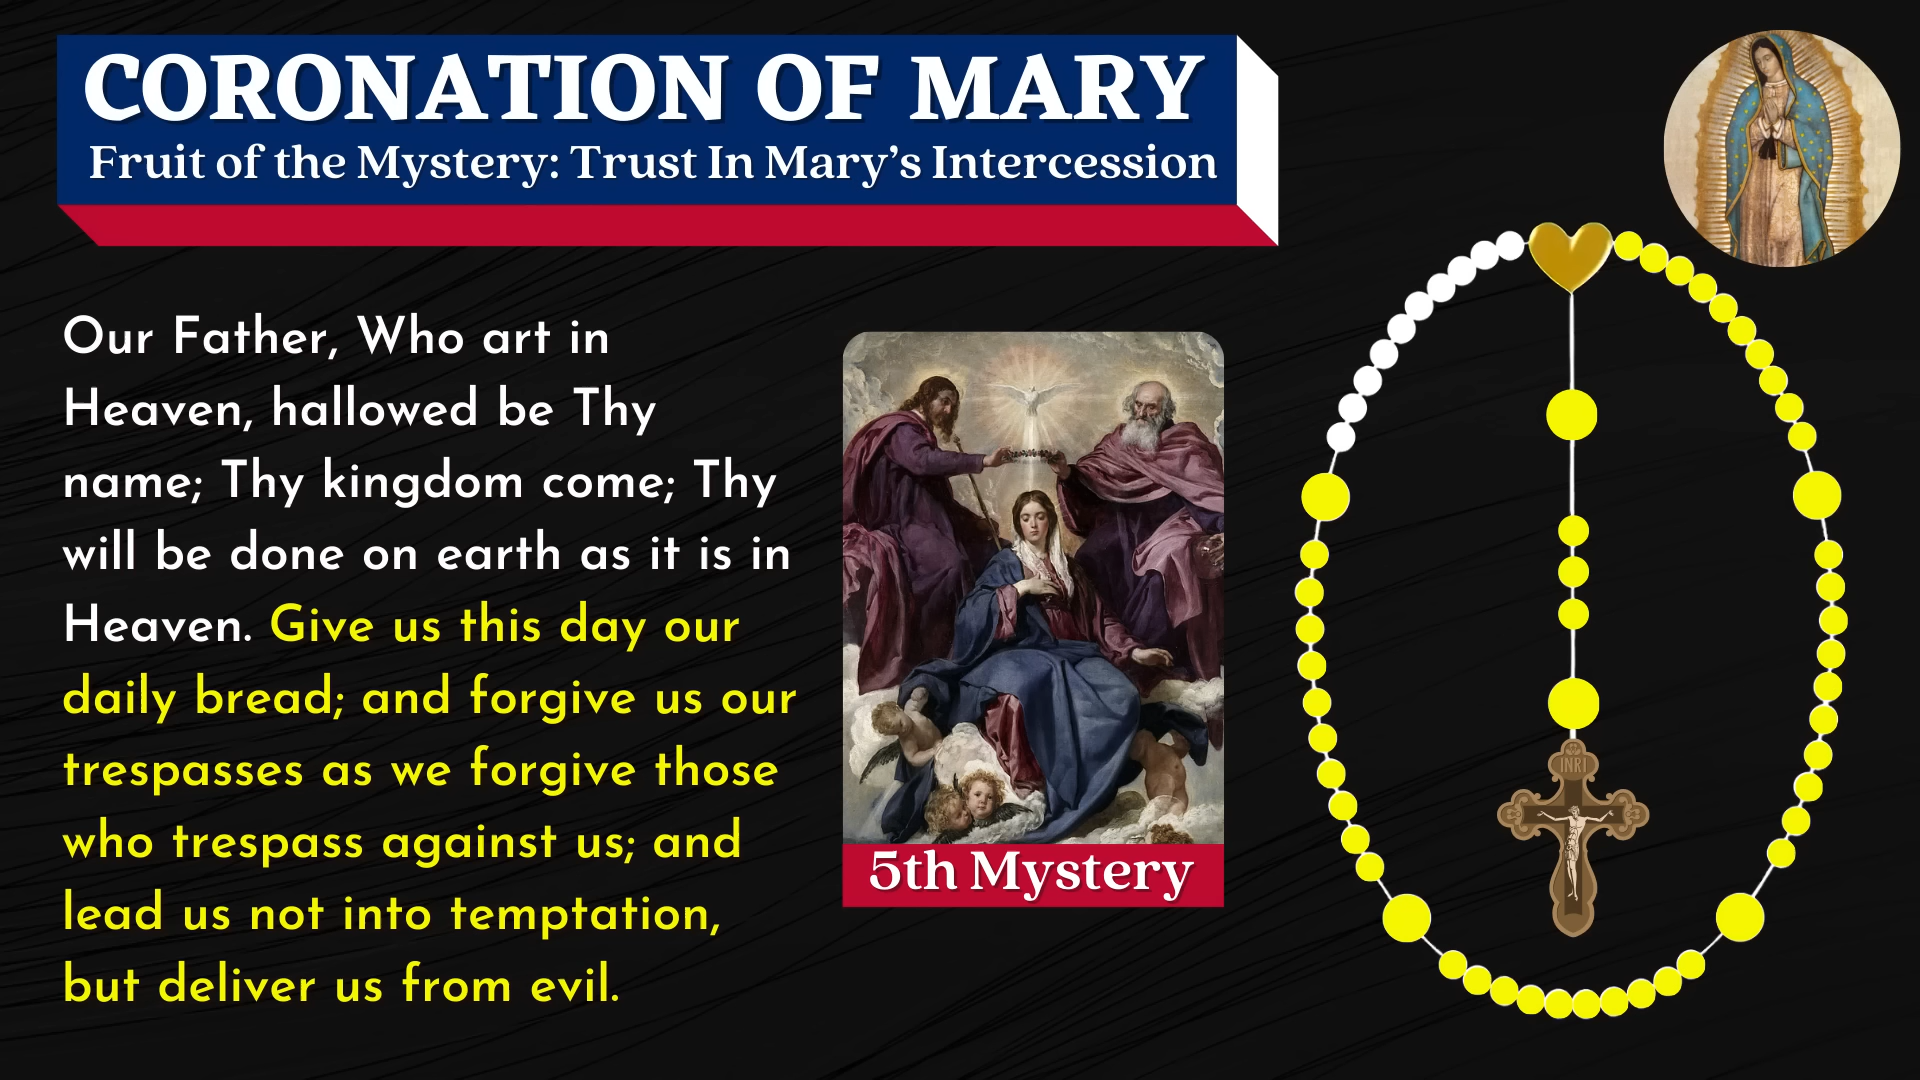 CORONATION OF MARY
Fruit of the Mystery: Trust In Mary’s Intercession
Our Father, Who art in
Heaven, hallowed be Thy
name; Thy kingdom come; Thy
will be done on earth as it is in
Heaven. Give us this day our
daily bread; and forgive us our
trespasses as we forgive those
who trespass against us; and
lead us not into temptation,
but deliver us from evil.
5th Mystery
INRI